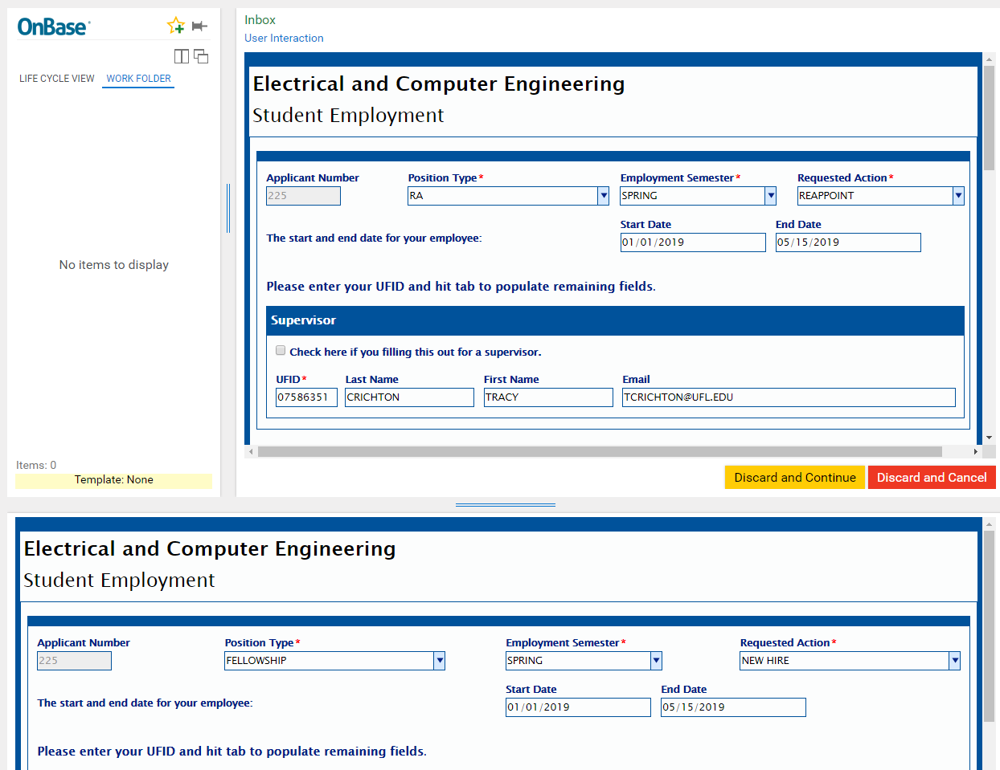 OnBase
LIFE CYCLE VIEW WORK FOLDER
No items to display
Items: 0
Template: None
Inbox
User Interaction
Electrical and Computer Engineering
Student Employment
Applicant Number Position Type* Employment Semester* Requested Action*
225 RA SPRING REAPPOINT
Start Date End Date
The start and end date for your employee:
01/01/2019 05/15/2019
Please enter your UFID and hit tab to populate remaining fields.
Supervisor
Check here if you filling this out for a supervisor.
UFID* Last Name First Name Email
07586351 CRICHTON TRACY TCRICHTON@UFL.EDU
Discard and Continue Discard and Cancel
Electrical and Computer Engineering
Student Employment
Applicant Number Position Type* Employment Semester* Requested Action*
225 FELLOWSHIP SPRING NEW HIRE
Start Date End Date
The start and end date for your employee:
01/01/2019 05/15/2019
Please enter your UFID and hit tab to populate remaining fields.